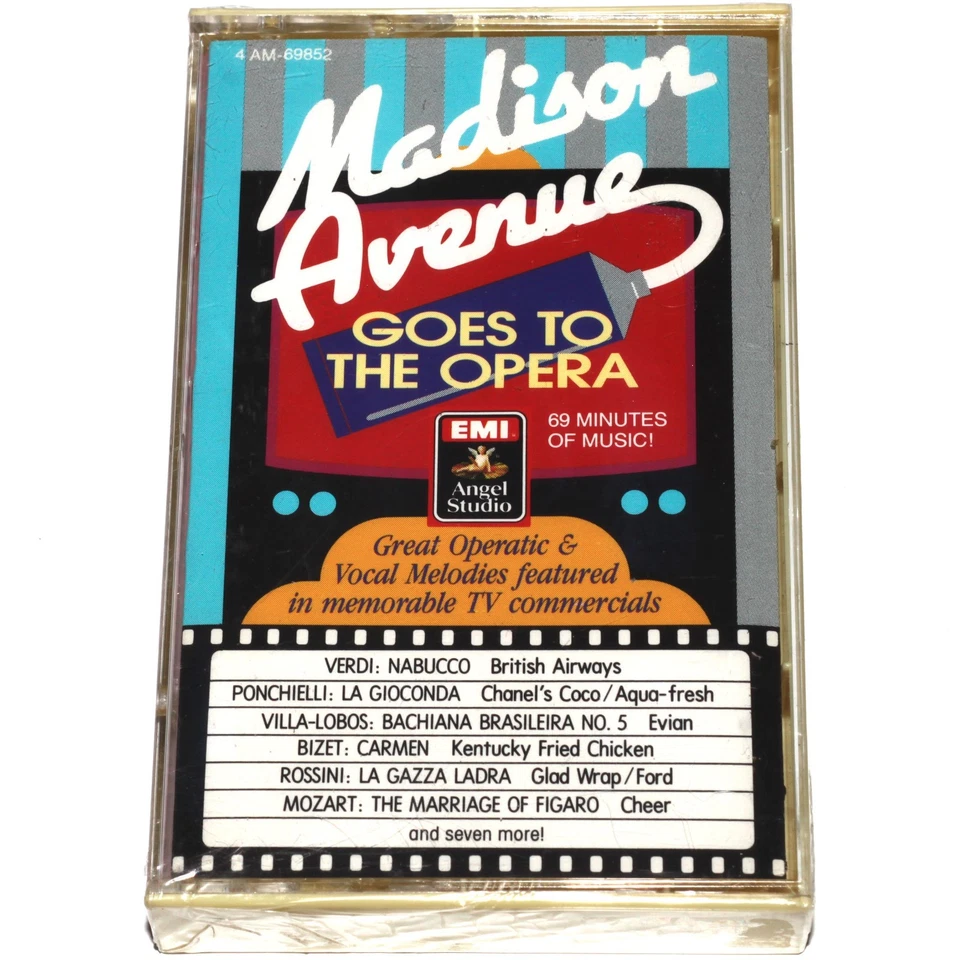 4 AM-69852
Madison
Avenue
GOES TO
THE OPERA
69 MINUTES
OF MUSIC!
EMI
Angel
Studio
Great Operatic &
Vocal Melodies featured
in memorable TV commercials
VERDI: NABUCCO British Airways
PONCHIELLI: LA GIOCONDA Chanel's Coco/Aqua-fresh
VILLA-LOBOS: BACHIANA BRASILEIRA NO. 5 Evian
BIZET: CARMEN Kentucky Fried Chicken
ROSSINI: LA GAZZA LADRA Glad Wrap/Ford
MOZART: THE MARRIAGE OF FIGARO Cheer
and seven more!